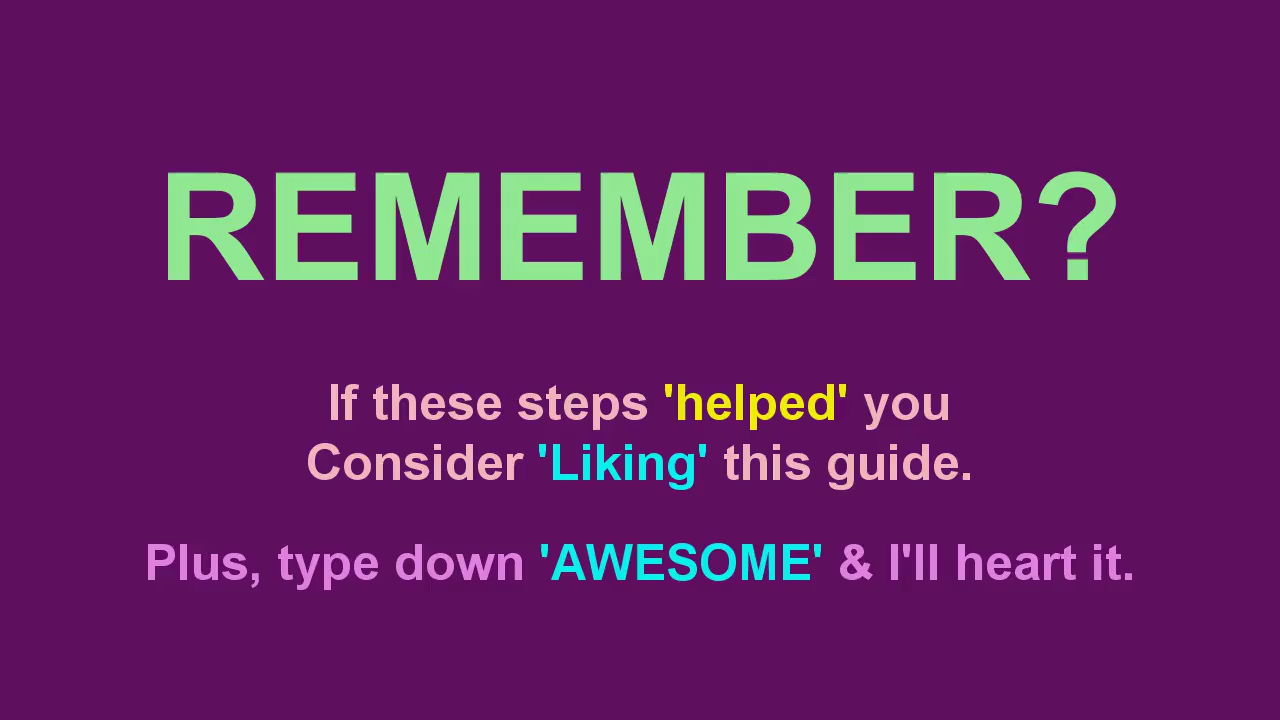 REMEMBER?
If these steps 'helped' you
Consider 'Liking' this guide.
Plus, type down 'AWESOME' & I'll heart it.